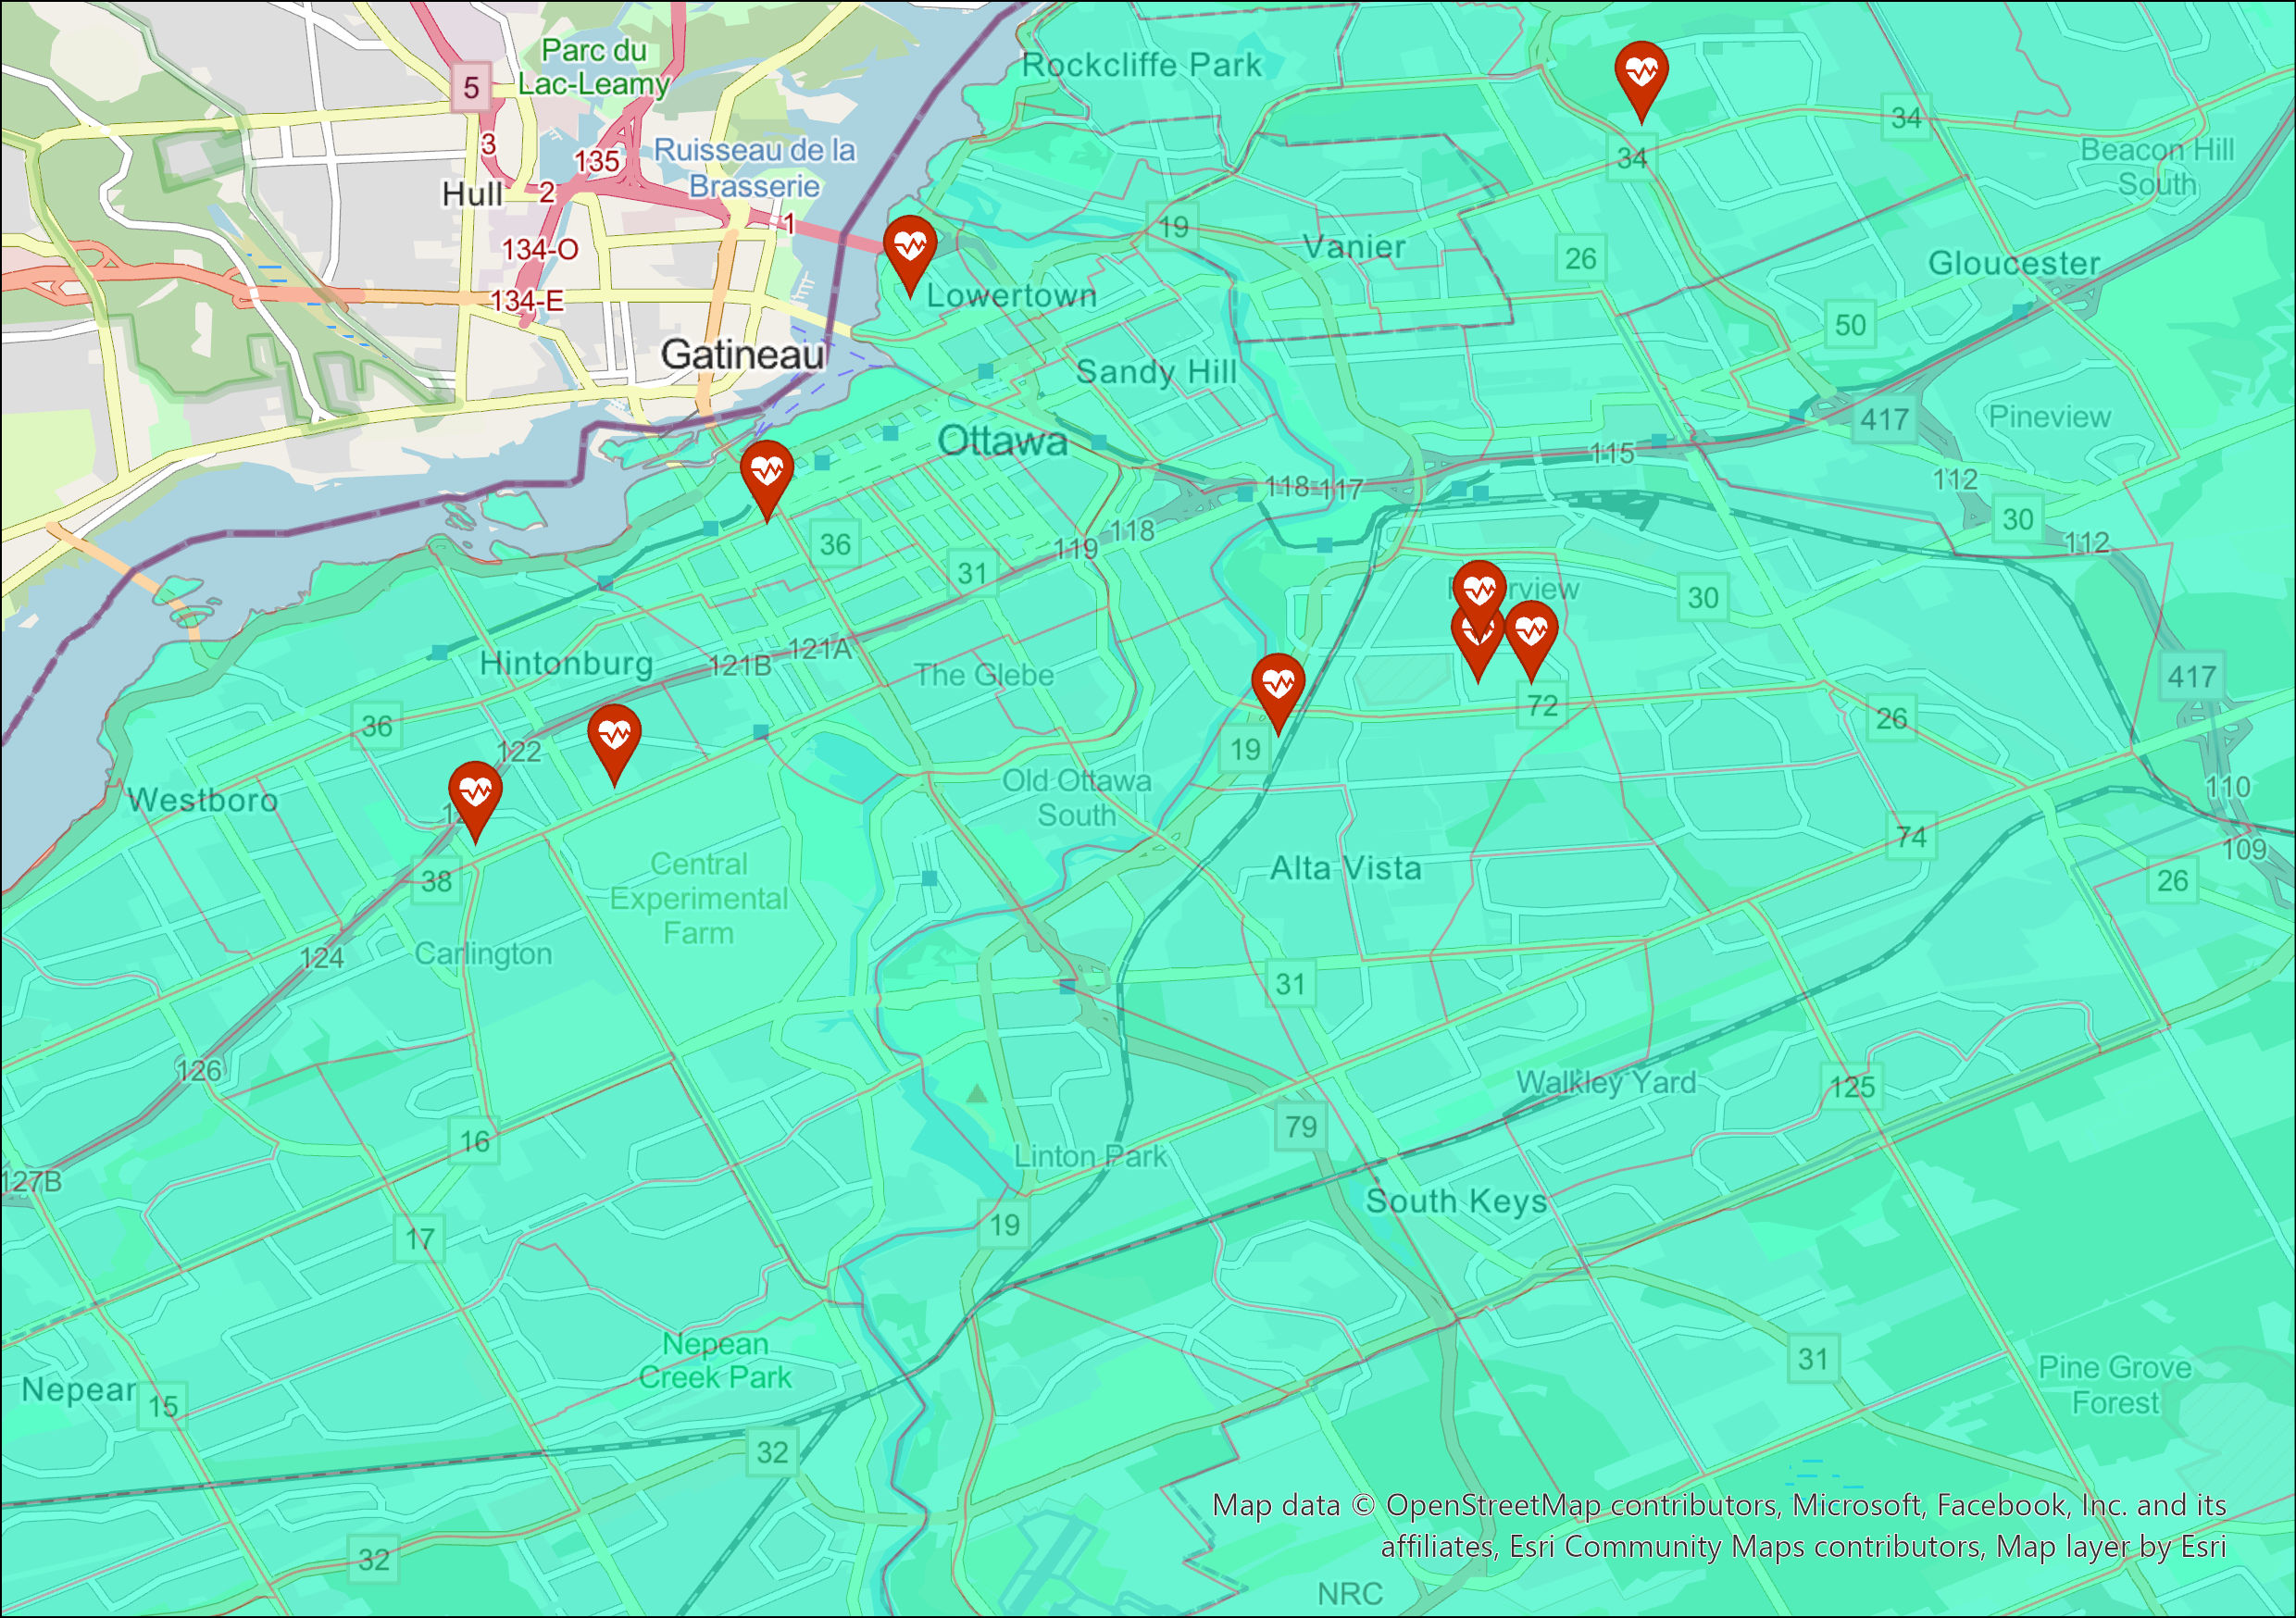 Parc du
Lac-Leamy
Rockcliffe Park
5
3
135
Ruisseau de la
Brasserie
34
34
Beacon Hill
South
Hull
2
1
19
Vanier
26
Gloucester
134-O
134-E
Lowertown
50
Gatineau
Sandy Hill
417
Pineview
Ottawa
115
118
117
112
30
36
119
118
112
31
30
Hintonburg
121B
121A
The Glebe
72
417
36
122
19
26
Westboro
Old Ottawa
South
110
74
109
38
Central
Experimental
Farm
Alta Vista
26
Carlington
124
31
126
Walkley Yard
125
16
79
Linton Park
127B
South Keys
17
19
Nepean
Creek Park
31
Pine Grove
Forest
15
32
Map data © OpenStreetMap contributors, Microsoft, Facebook, Inc. and its
affiliates, Esri Community Maps contributors, Map layer by Esri
32
NRC